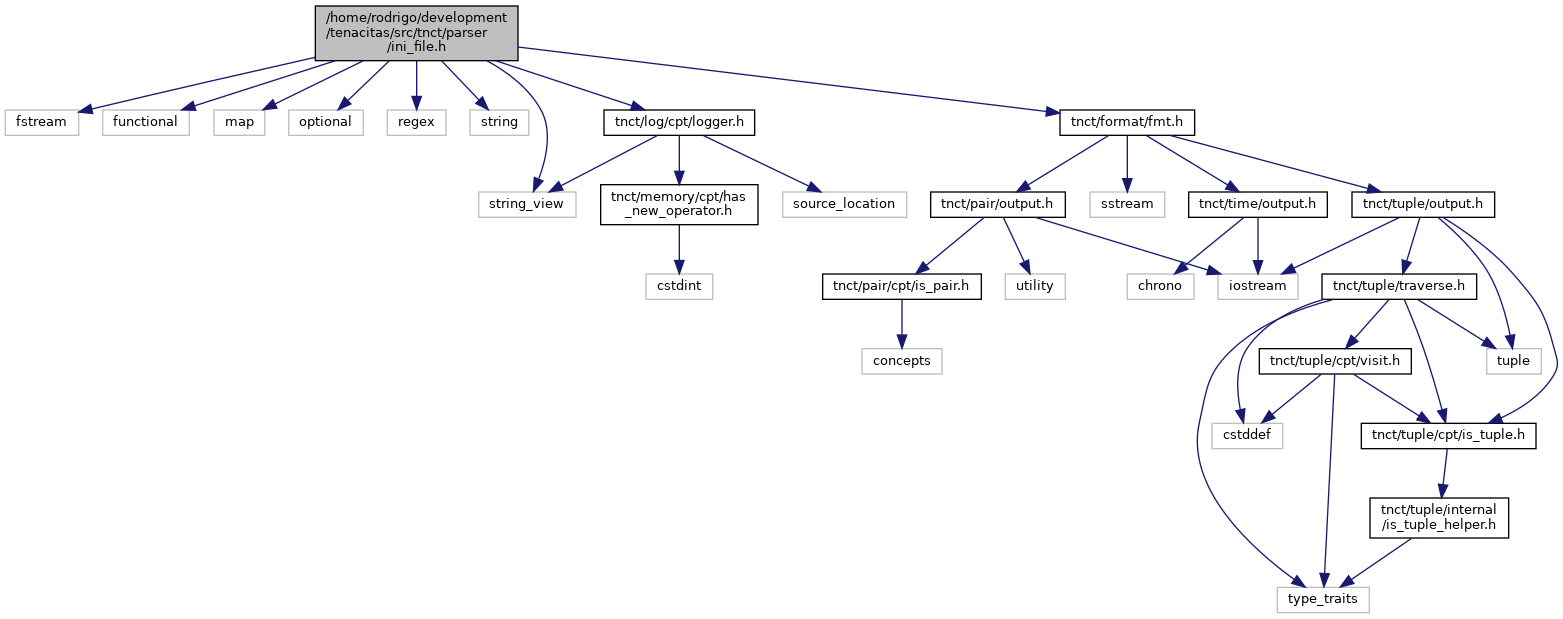 /home/rodrigo/development
/tenacitas/src/tnct/parser
/ini_file.h
fstream
functional
map
optional
regex
string
tnct/log/cpt/logger.h
tnct/format/fmt.h
string_view
tnct/memory/cpt/has
_new_operator.h
source_location
tnct/pair/output.h
sstream
tnct/time/output.h
tnct/tuple/output.h
cstdint
tnct/pair/cpt/is_pair.h
utility
chrono
iostream
tnct/tuple/traverse.h
concepts
tnct/tuple/cpt/visit.h
tuple
cstddef
tnct/tuple/cpt/is_tuple.h
tnct/tuple/internal
/is_tuple_helper.h
type_traits